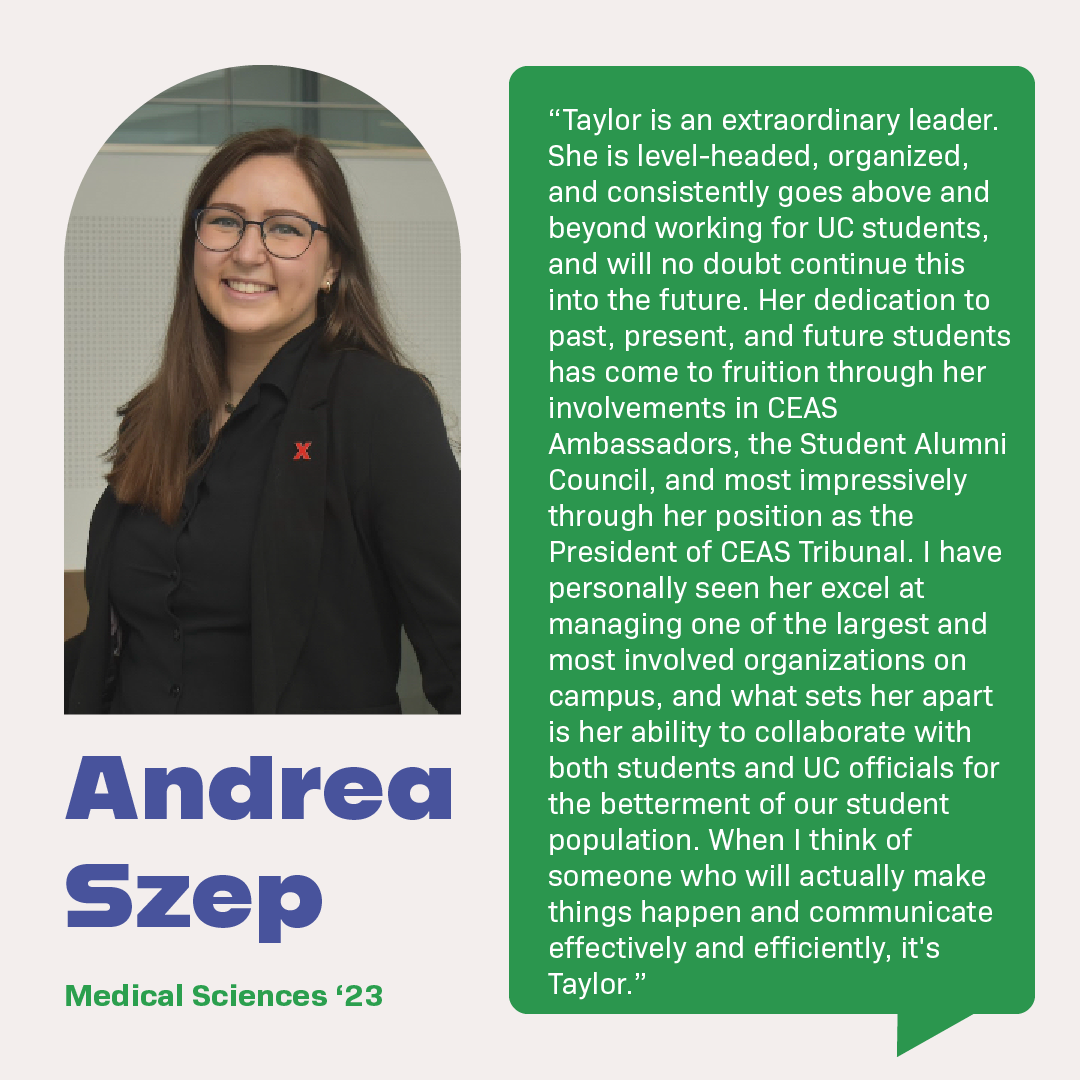 Andrea
Szep
Medical Sciences ‘23
“Taylor is an extraordinary leader.
She is level-headed, organized,
and consistently goes above and
beyond working for UC students,
and will no doubt continue this
into the future. Her dedication to
past, present, and future students
has come to fruition through her
involvements in CEAS
Ambassadors, the Student Alumni
Council, and most impressively
through her position as the
President of CEAS Tribunal. I have
personally seen her excel at
managing one of the largest and
most involved organizations on
campus, and what sets her apart
is her ability to collaborate with
both students and UC officials for
the betterment of our student
population. When I think of
someone who will actually make
things happen and communicate
effectively and efficiently, it's
Taylor.”